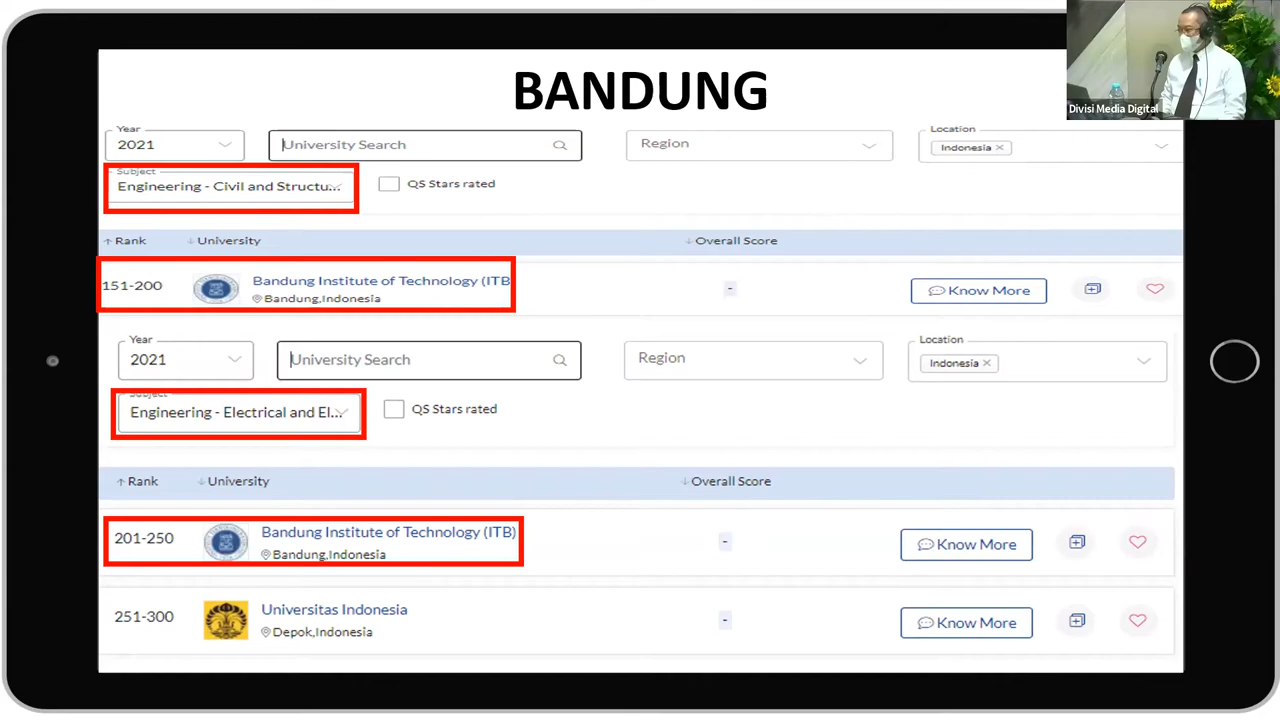 BANDUNG
Divisi Media Digital
Year
2021
University Search
Region
Location
Indonesia ×
Subject
Engineering - Civil and Structu...
QS Stars rated
Rank University Overall Score
151-200
Bandung Institute of Technology (ITB
Bandung,Indonesia
-
Know More
Year
2021
University Search
Region
Location
Indonesia ×
Subject
Engineering - Electrical and El...
QS Stars rated
Rank University Overall Score
201-250
Bandung Institute of Technology (ITB)
Bandung,Indonesia
-
Know More
251-300
Universitas Indonesia
Depok,Indonesia
-
Know More